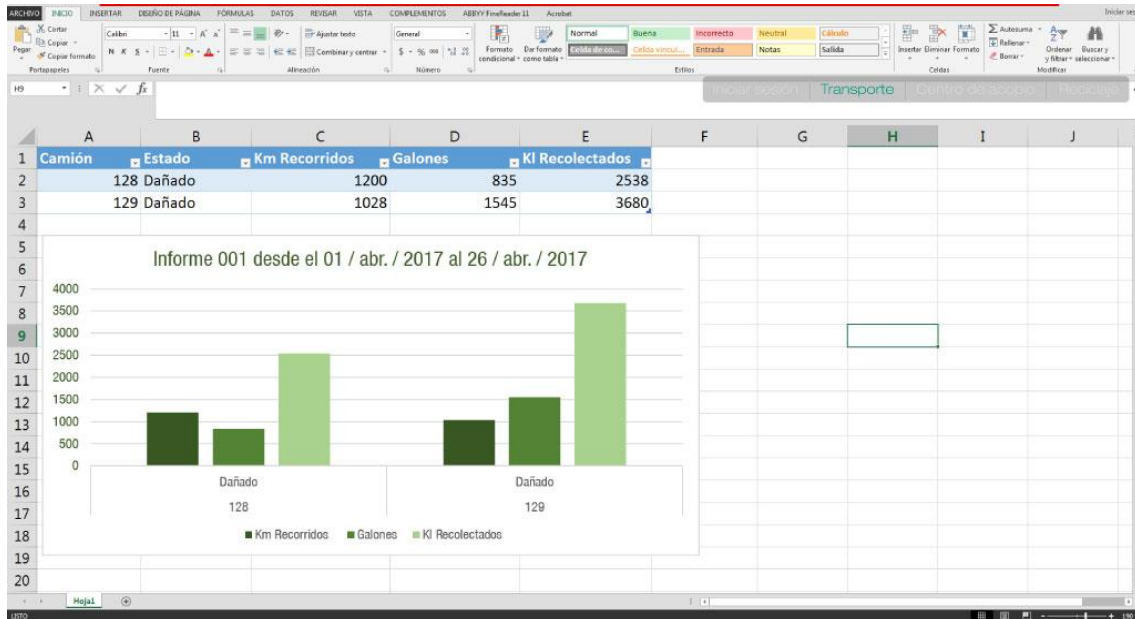 ARCHIVO INICIO INSERTAR DISEÑO DE PÁGINA FÓRMULAS DATOS REVISAR VISTA COMPLEMENTOS ABBYY FineReader 11 Acrobat Iniciar ses
Cortar Calibri 11 Ajustar texto General Normal Buena Incorrecto Neutral Cálculo Autosuma
Copiar Rellenar
Pegar Copiar formato N K S Combinar y centrar $ % 000 Formato condicional Dar formato como tabla Celda de co... Celda vincul... Entrada Notas Salida Insertar Eliminar Formato Borrar Ordenar y filtrar Buscar y seleccionar
Portapapeles Fuente Alineación Número Estilos Celdas Modificar
H9 fx Iniciar sesión Transporte Centro de acopio Reciclaje
A B C D E F G H I J
1 Camión Estado Km Recorridos Galones Kl Recolectados
2 128 Dañado 1200 835 2538
3 129 Dañado 1028 1545 3680
4
5
Informe 001 desde el 01 / abr. / 2017 al 26 / abr. / 2017
6
7 4000
8 3500
9 3000
10 2500
11 2000
12 1500
13 1000
14 500
15 0
Dañado Dañado
16
128 129
17
18 Km Recorridos Galones Kl Recolectados
19
20
Hoja1
LISTO 190